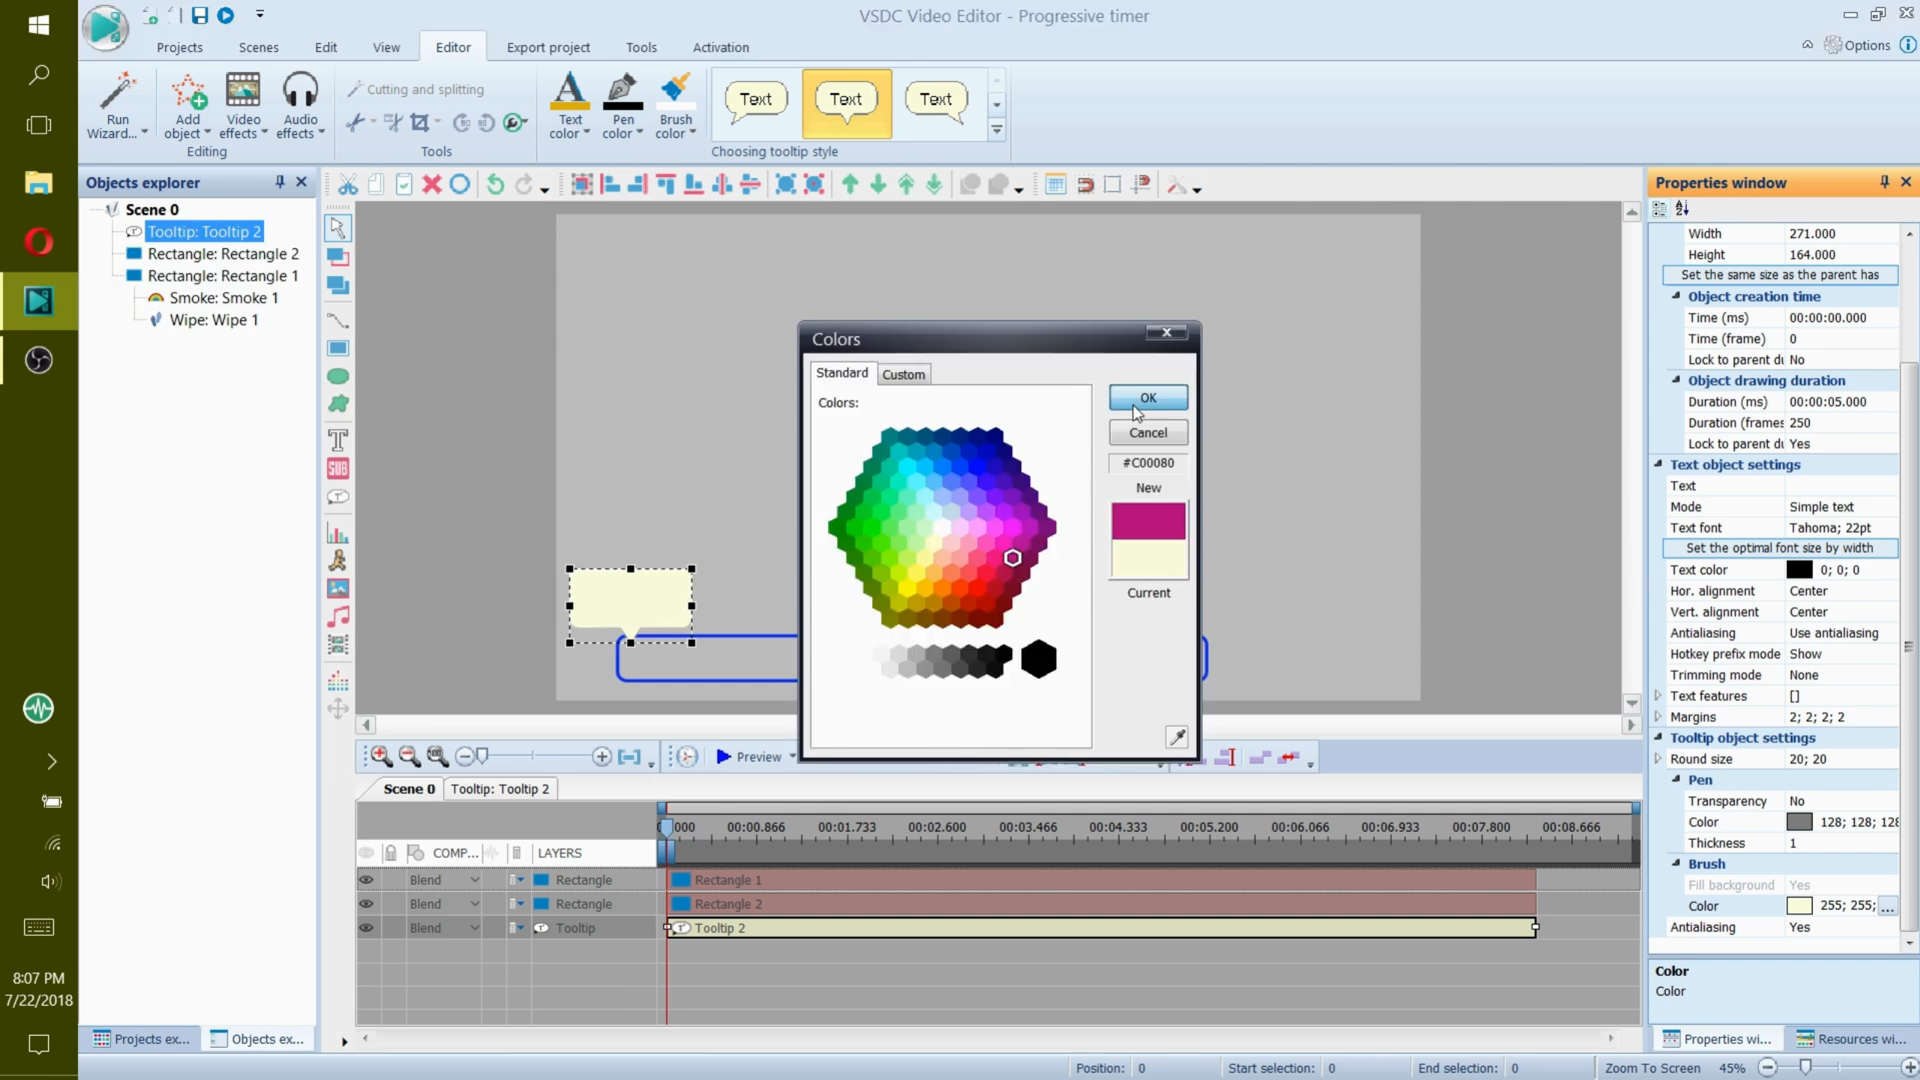 VSDC Video Editor - Progressive timer
Projects
Scenes
Edit
View
Editor
Export project
Tools
Activation
Options
Run Wizard...
Add object
Video effects
Audio effects
Editing
Cutting and splitting
Tools
Text color
Pen color
Brush color
Text
Text
Text
Choosing tooltip style
Objects explorer
Scene 0
Tooltip: Tooltip 2
Rectangle: Rectangle 2
Rectangle: Rectangle 1
Smoke: Smoke 1
Wipe: Wipe 1
T
SUB
Colors
Standard
Custom
Colors:
OK
Cancel
#C00080
New
Current
Properties window
Width 271.000
Height 164.000
Set the same size as the parent has
Object creation time
Time (ms) 00:00:00.000
Time (frame) 0
Lock to parent du No
Object drawing duration
Duration (ms) 00:00:05.000
Duration (frames 250
Lock to parent du Yes
Text object settings
Text
Mode Simple text
Text font Tahoma; 22pt
Set the optimal font size by width
Text color 0; 0; 0
Hor. alignment Center
Vert. alignment Center
Antialiasing Use antialiasing
Hotkey prefix mode Show
Trimming mode None
Text features []
Margins 2; 2; 2; 2
Tooltip object settings
Round size 20; 20
Pen
Transparency No
Color 128; 128; 128
Thickness 1
Brush
Fill background Yes
Color 255; 255; ...
Antialiasing Yes
Color
Color
Properties wi...
Resources wi...
Preview
Scene 0
Tooltip: Tooltip 2
000 00:00.866 00:01.733 00:02.600 00:03.466 00:04.333 00:05.200 00:06.066 00:06.933 00:07.800 00:08.666
COMP... LAYERS
Blend Rectangle Rectangle 1
Blend Rectangle Rectangle 2
Blend Tooltip Tooltip 2
8:07 PM
7/22/2018
Projects ex...
Objects ex...
Position: 0
Start selection: 0
End selection: 0
Zoom To Screen 45%